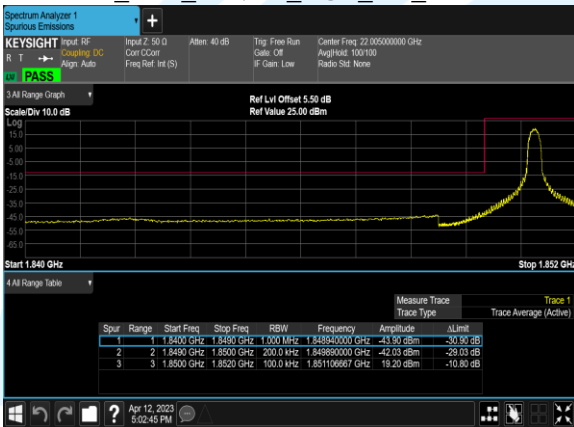 Spectrum Analyzer 1
Spurious Emissions
+
KEYSIGHT Input: RF Input Z: 50 Ω Atten: 40 dB Trig: Free Run Center Freq: 22.005000000 GHz
R T Coupling: DC Corr CCorr Gate: Off Avg|Hold: 100/100
Align: Auto Freq Ref: Int (S) IF Gain: Low Radio Std: None
PASS
3 All Range Graph
Ref Lvl Offset 5.50 dB
Scale/Div 10.0 dB Ref Value 25.00 dBm
Log
15.0
5.00
-5.00
-15.0
-25.0
-35.0
-45.0
-55.0
-65.0
Start 1.840 GHz Stop 1.852 GHz
4 All Range Table
Measure Trace Trace 1
Trace Type Trace Average (Active)
Spur Range Start Freq Stop Freq RBW Frequency Amplitude ΔLimit
1 1 1.8400 GHz 1.8490 GHz 1.000 MHz 1.848940000 GHz -43.90 dBm -30.90 dB
2 2 1.8490 GHz 1.8500 GHz 200.0 kHz 1.849890000 GHz -42.03 dBm -29.03 dB
3 3 1.8500 GHz 1.8520 GHz 100.0 kHz 1.851106667 GHz 19.20 dBm -10.80 dB
? Apr 12, 2023
5:02:45 PM